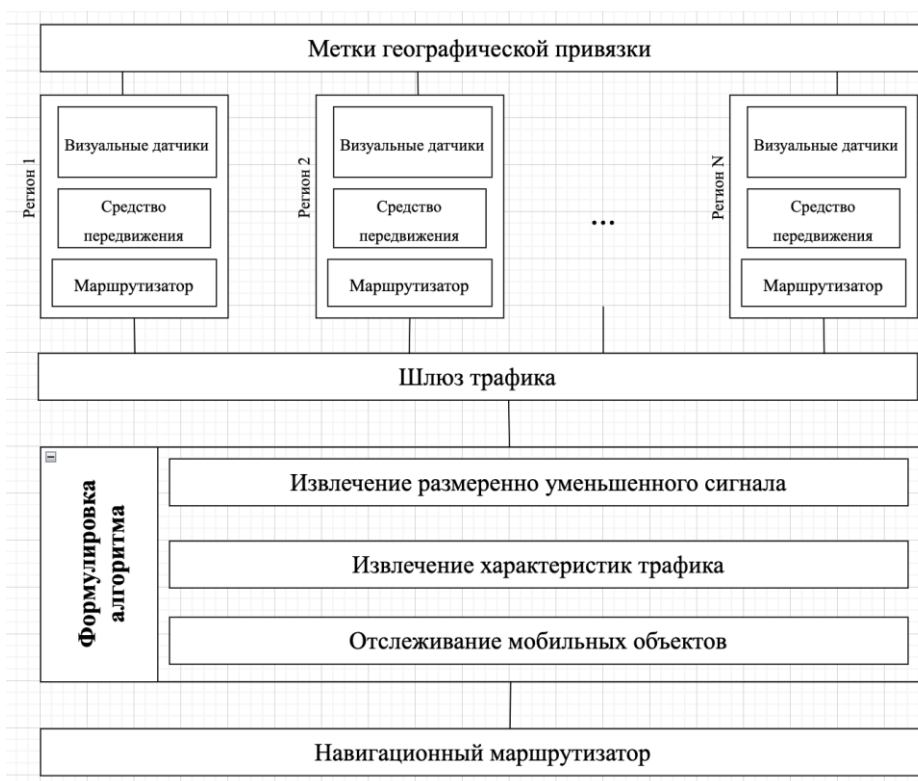 Метки географической привязки
Регион 1
Визуальные датчики
Средство
передвижения
Маршрутизатор
Регион 2
Визуальные датчики
Средство
передвижения
Маршрутизатор
...
Регион N
Визуальные датчики
Средство
передвижения
Маршрутизатор
Шлюз трафика
Формулировка
алгоритма
Извлечение размеренно уменьшенного сигнала
Извлечение характеристик трафика
Отслеживание мобильных объектов
Навигационный маршрутизатор